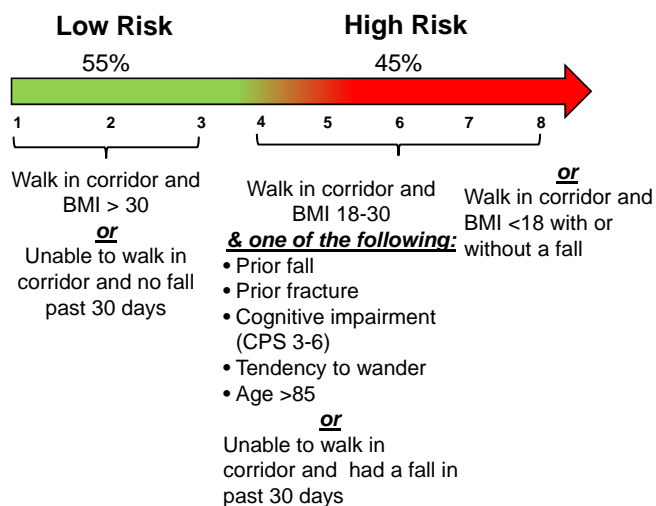 Low Risk
High Risk
55%
45%
1 2 3 4 5 6 7 8
Walk in corridor and
BMI > 30
or
Unable to walk in
corridor and no fall
past 30 days
Walk in corridor and
BMI 18-30
& one of the following:
• Prior fall
• Prior fracture
• Cognitive impairment
(CPS 3-6)
• Tendency to wander
• Age >85
or
Unable to walk in
corridor and had a fall in
past 30 days
or
Walk in corridor and
BMI <18 with or
without a fall